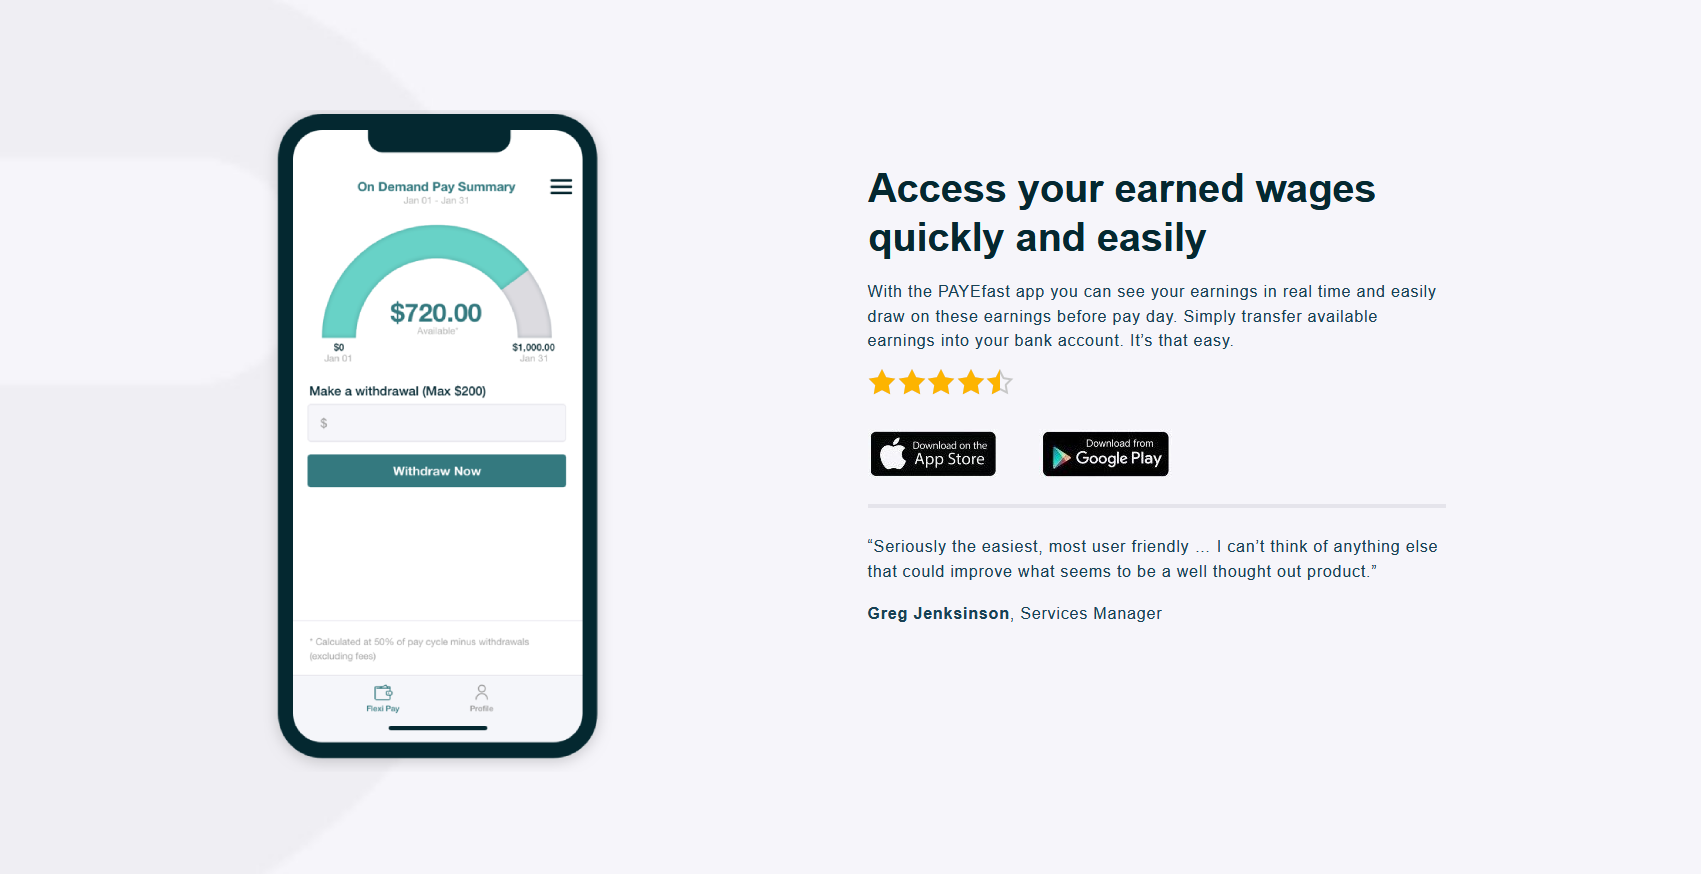 On Demand Pay Summary
Jan 01 - Jan 31
$720.00
Available*
$0
Jan 01
$1,000.00
Jan 31
Make a withdrawal (Max $200)
$
Withdraw Now
* Calculated at 50% of pay cycle minus withdrawals
(excluding fees)
Flexi Pay
Profile
Access your earned wages
quickly and easily
With the PAYEfast app you can see your earnings in real time and easily
draw on these earnings before pay day. Simply transfer available
earnings into your bank account. It’s that easy.
Download on the
App Store
Download from
Google Play
“Seriously the easiest, most user friendly … I can’t think of anything else
that could improve what seems to be a well thought out product.”
Greg Jenksinson, Services Manager